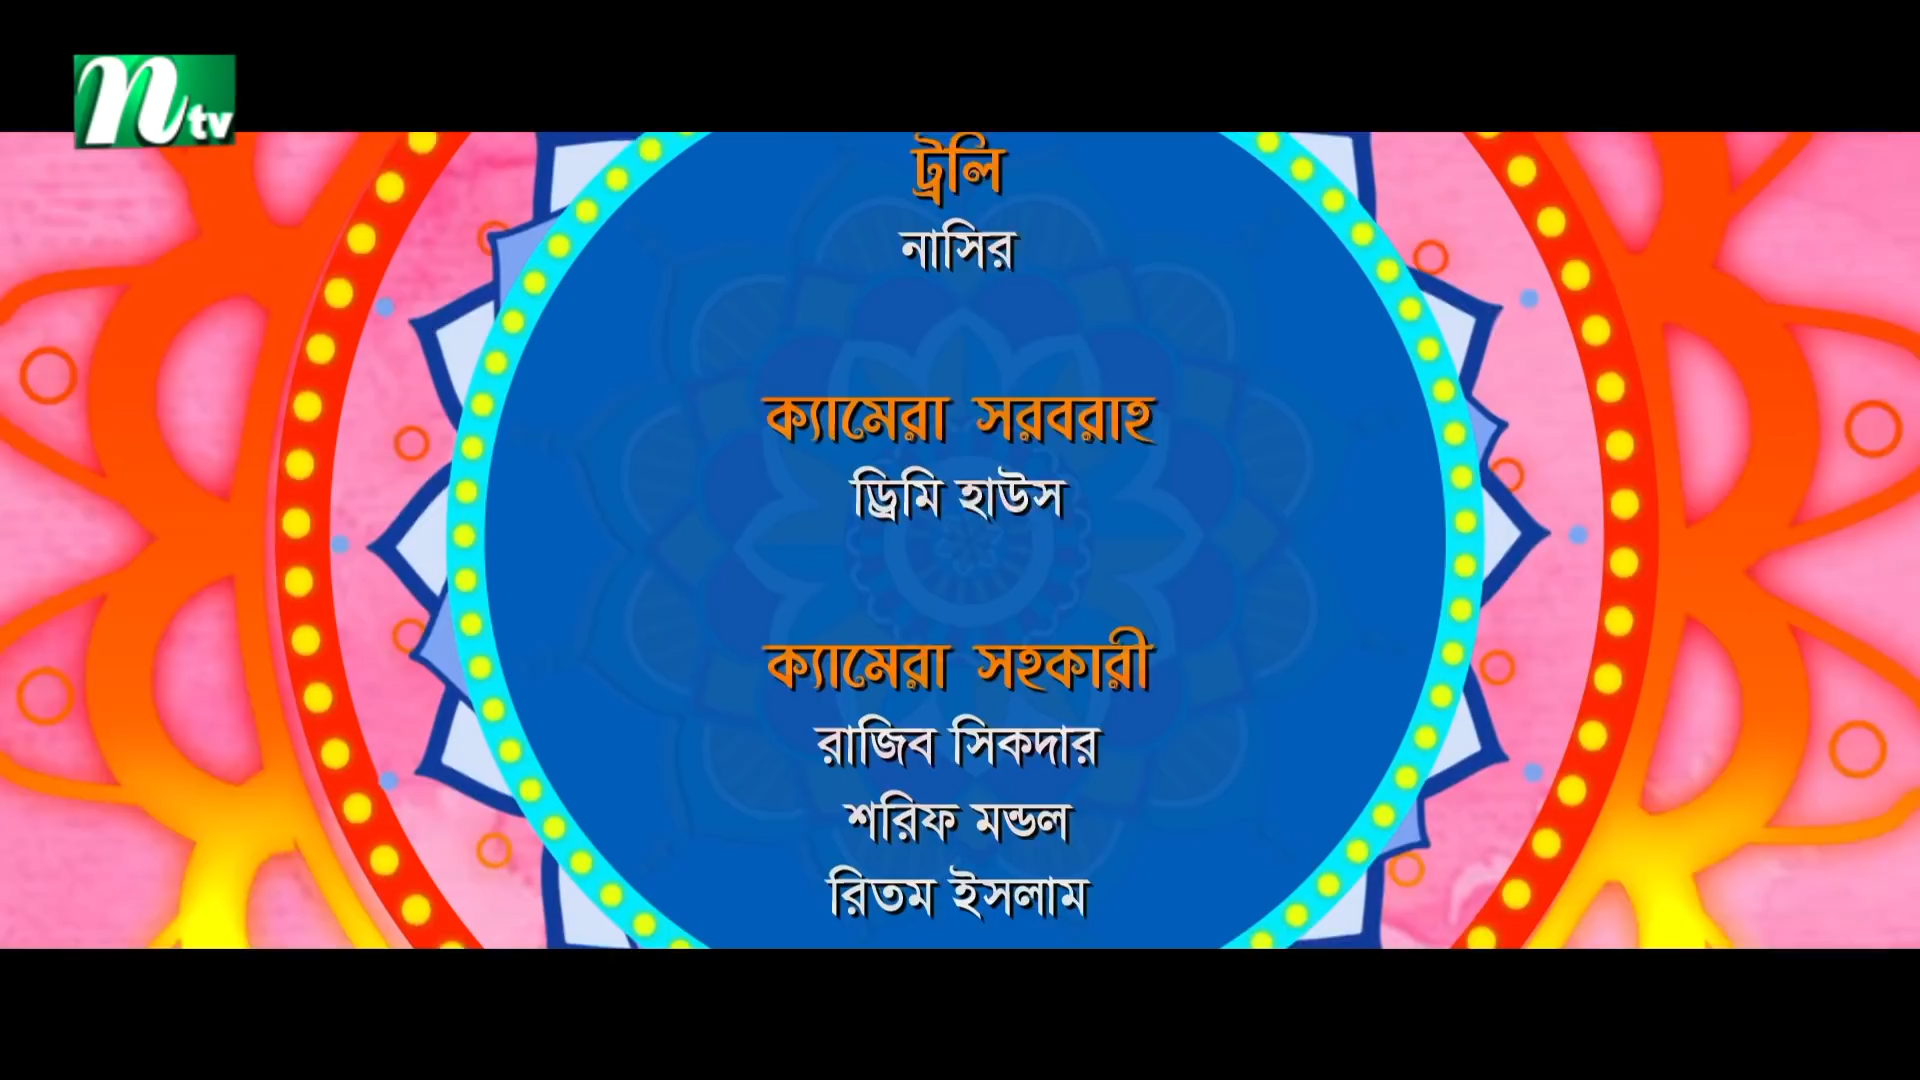 ntv
ট্রলি
নাসির
ক্যামেরা সরবরাহ
ড্রিমি হাউস
ক্যামেরা সহকারী
রাজিব সিকদার
শরিফ মন্ডল
রিতম ইসলাম